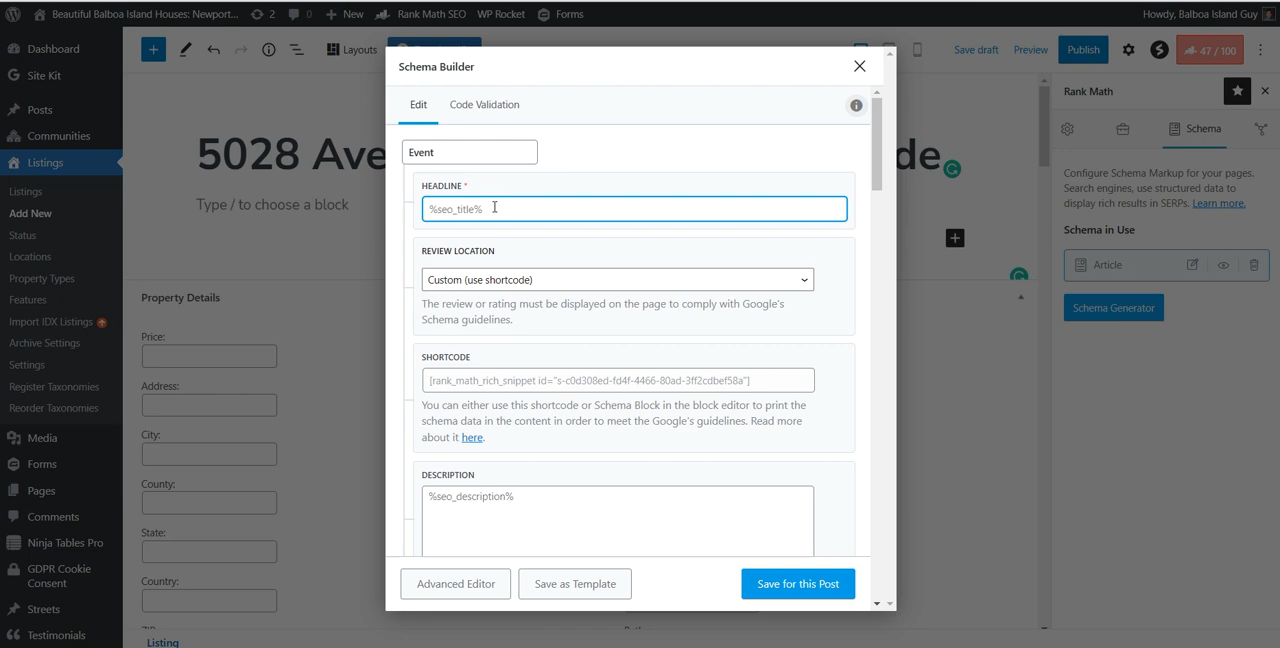 Beautiful Balboa Island Houses: Newport...
2
0
New
Rank Math SEO
WP Rocket
Forms
Howdy, Balboa Island Guy
Dashboard
Site Kit
Posts
Communities
Listings
Listings
Add New
Status
Locations
Property Types
Features
Import IDX Listings
Archive Settings
Settings
Register Taxonomies
Reorder Taxonomies
Media
Forms
Pages
Comments
Ninja Tables Pro
GDPR Cookie
Consent
Streets
Testimonials
Layouts
Save draft
Preview
Publish
47 / 100
5028 Ave
de
Type / to choose a block
Property Details
Price:
Address:
City:
County:
State:
Country:
Listing
Schema Builder
Edit
Code Validation
Event
HEADLINE *
%seo_title%
REVIEW LOCATION
Custom (use shortcode)
The review or rating must be displayed on the page to comply with Google's
Schema guidelines.
SHORTCODE
[rank_math_rich_snippet id="s-c0d308ed-fd4f-4466-80ad-3ff2cdbef58a"]
You can either use this shortcode or Schema Block in the block editor to print the
schema data in the content in order to meet the Google's guidelines. Read more
about it here.
DESCRIPTION
%seo_description%
Advanced Editor
Save as Template
Save for this Post
Rank Math
Schema
Configure Schema Markup for your pages.
Search engines, use structured data to
display rich results in SERPs. Learn more.
Schema in Use
Article
Schema Generator